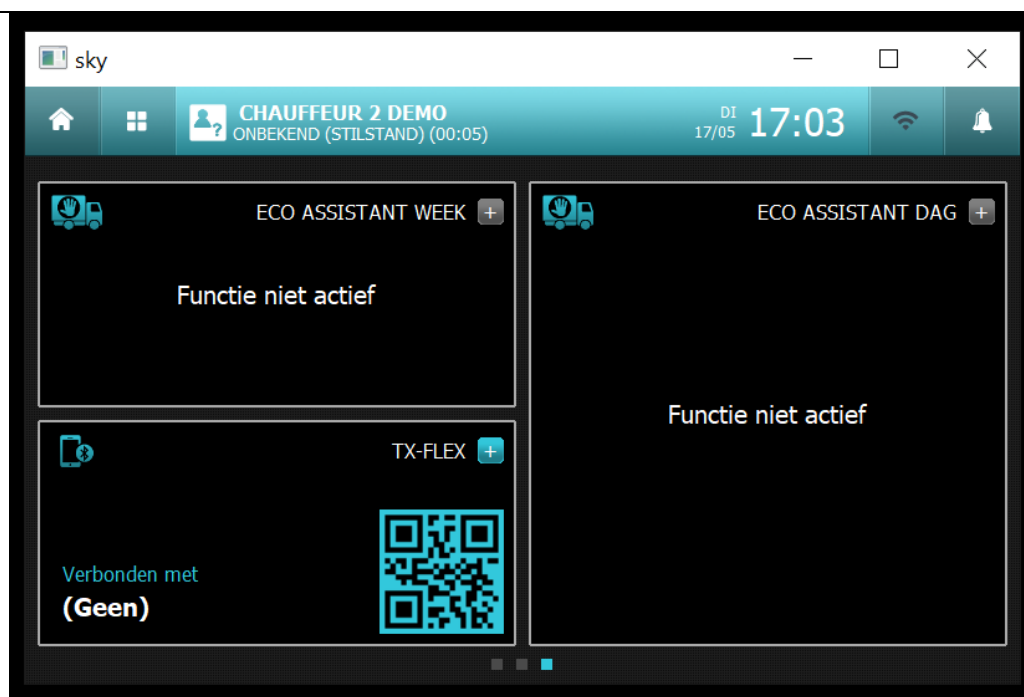 sky
CHAUFFEUR 2 DEMO
ONBEKEND (STILSTAND) (00:05)
DI
17/05
17:03
ECO ASSISTANT WEEK +
Functie niet actief
ECO ASSISTANT DAG +
Functie niet actief
TX-FLEX +
Verbonden met
(Geen)